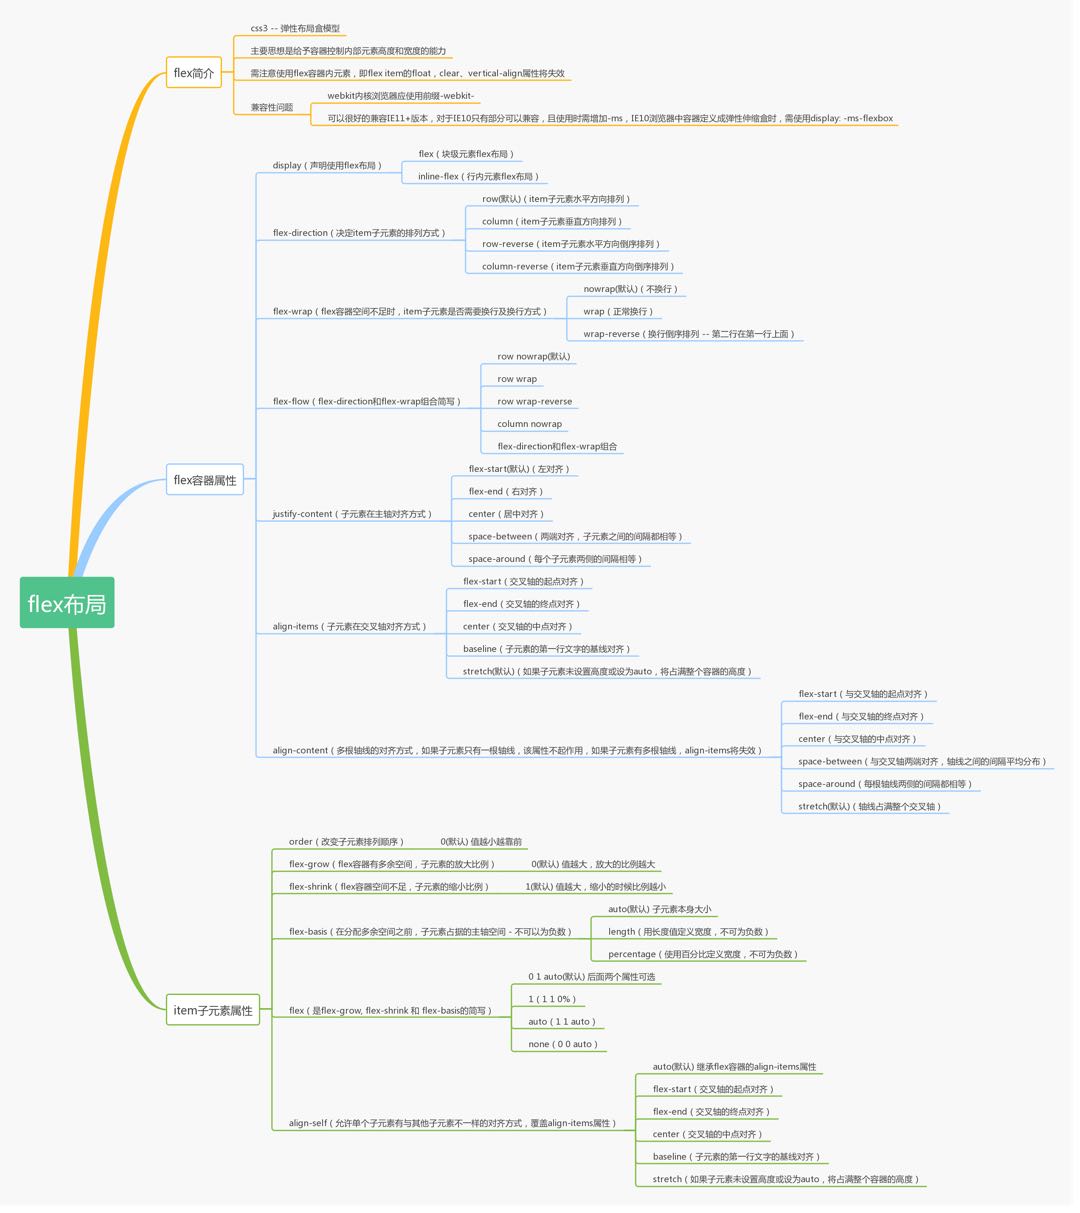 flex布局
flex简介
css3 -- 弹性布局盒模型
主要思想是给予容器控制内部元素高度和宽度的能力
需注意使用flex容器内元素，即flex item的float，clear、vertical-align属性将失效
兼容性问题
webkit内核浏览器应使用前缀-webkit-
可以很好的兼容IE11+版本，对于IE10只有部分可以兼容，且使用时需增加-ms，IE10浏览器中容器定义成弹性伸缩盒时，需使用display: -ms-flexbox
flex容器属性
display（声明使用flex布局）
flex（块级元素flex布局）
inline-flex（行内元素flex布局）
flex-direction（决定item子元素的排列方式）
row(默认)（item子元素水平方向排列）
column（item子元素垂直方向排列）
row-reverse（item子元素水平方向倒序排列）
column-reverse（item子元素垂直方向倒序排列）
flex-wrap（flex容器空间不足时，item子元素是否需要换行及换行方式）
nowrap(默认)（不换行）
wrap（正常换行）
wrap-reverse（换行倒序排列 -- 第二行在第一行上面）
flex-flow（flex-direction和flex-wrap组合简写）
row nowrap(默认)
row wrap
row wrap-reverse
column nowrap
flex-direction和flex-wrap组合
justify-content（子元素在主轴对齐方式）
flex-start(默认)（左对齐）
flex-end（右对齐）
center（居中对齐）
space-between（两端对齐，子元素之间的间隔都相等）
space-around（每个子元素两侧的间隔相等）
align-items（子元素在交叉轴对齐方式）
flex-start（交叉轴的起点对齐）
flex-end（交叉轴的终点对齐）
center（交叉轴的中点对齐）
baseline（子元素的第一行文字的基线对齐）
stretch(默认)（如果子元素未设置高度或设为auto，将占满整个容器的高度）
align-content（多根轴线的对齐方式，如果子元素只有一根轴线，该属性不起作用，如果子元素有多根轴线，align-items将失效）
flex-start（与交叉轴的起点对齐）
flex-end（与交叉轴的终点对齐）
center（与交叉轴的中点对齐）
space-between（与交叉轴两端对齐，轴线之间的间隔平均分布）
space-around（每根轴线两侧的间隔都相等）
stretch(默认)（轴线占满整个交叉轴）
item子元素属性
order（改变子元素排列顺序）
0(默认) 值越小越靠前
flex-grow（flex容器有多余空间，子元素的放大比例）
0(默认) 值越大，放大的比例越大
flex-shrink（flex容器空间不足，子元素的缩小比例）
1(默认) 值越大，缩小的时候比例越小
flex-basis（在分配多余空间之前，子元素占据的主轴空间 - 不可以为负数）
auto(默认) 子元素本身大小
length（用长度值定义宽度，不可为负数）
percentage（使用百分比定义宽度，不可为负数）
flex（是flex-grow, flex-shrink 和 flex-basis的简写）
0 1 auto(默认) 后面两个属性可选
1（1 1 0%）
auto（1 1 auto）
none（0 0 auto）
align-self（允许单个子元素有与其他子元素不一样的对齐方式，覆盖align-items属性）
auto(默认) 继承flex容器的align-items属性
flex-start（交叉轴的起点对齐）
flex-end（交叉轴的终点对齐）
center（交叉轴的中点对齐）
baseline（子元素的第一行文字的基线对齐）
stretch（如果子元素未设置高度或设为auto，将占满整个容器的高度）